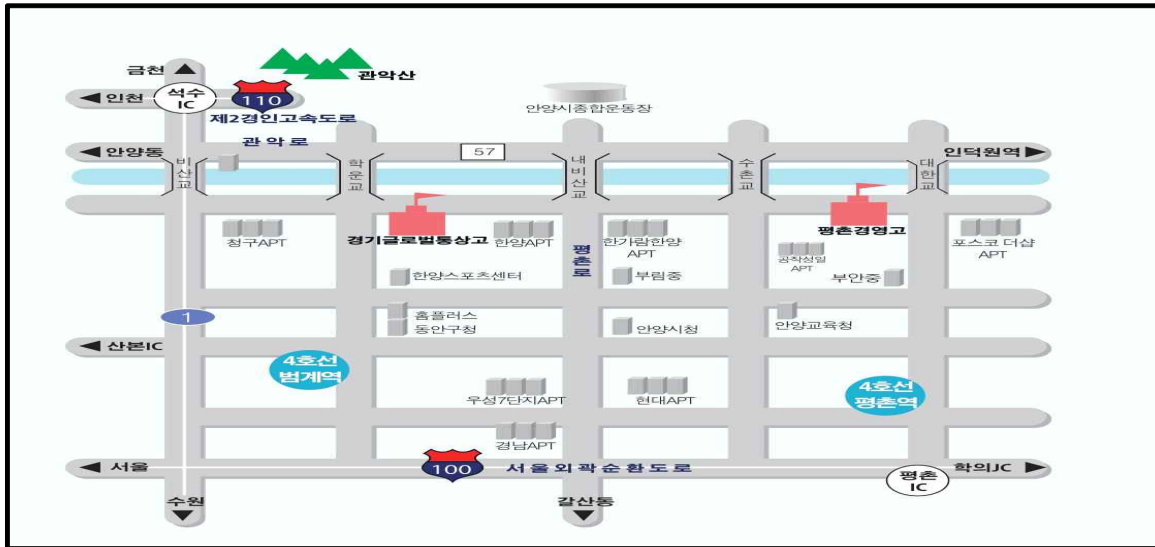 금천
관악산
인천
석수
IC
110
제2경인고속도로
안양시종합운동장
관악로
안양동
57
인덕원역
비산교
학운교
내비산교
수촌교
대한교
청구APT
경기글로벌통상고
한양APT
한가람한양
APT
평촌경영고
포스코 더샵
APT
평촌로
공작성일
APT
한양스포츠센터
부림중
부안중
1
홈플러스
동안구청
안양시청
안양교육청
산본IC
4호선
범계역
4호선
평촌역
우성7단지APT
현대APT
경남APT
서울
100
서울외곽순환도로
평촌
IC
학의JC
수원
갈산동